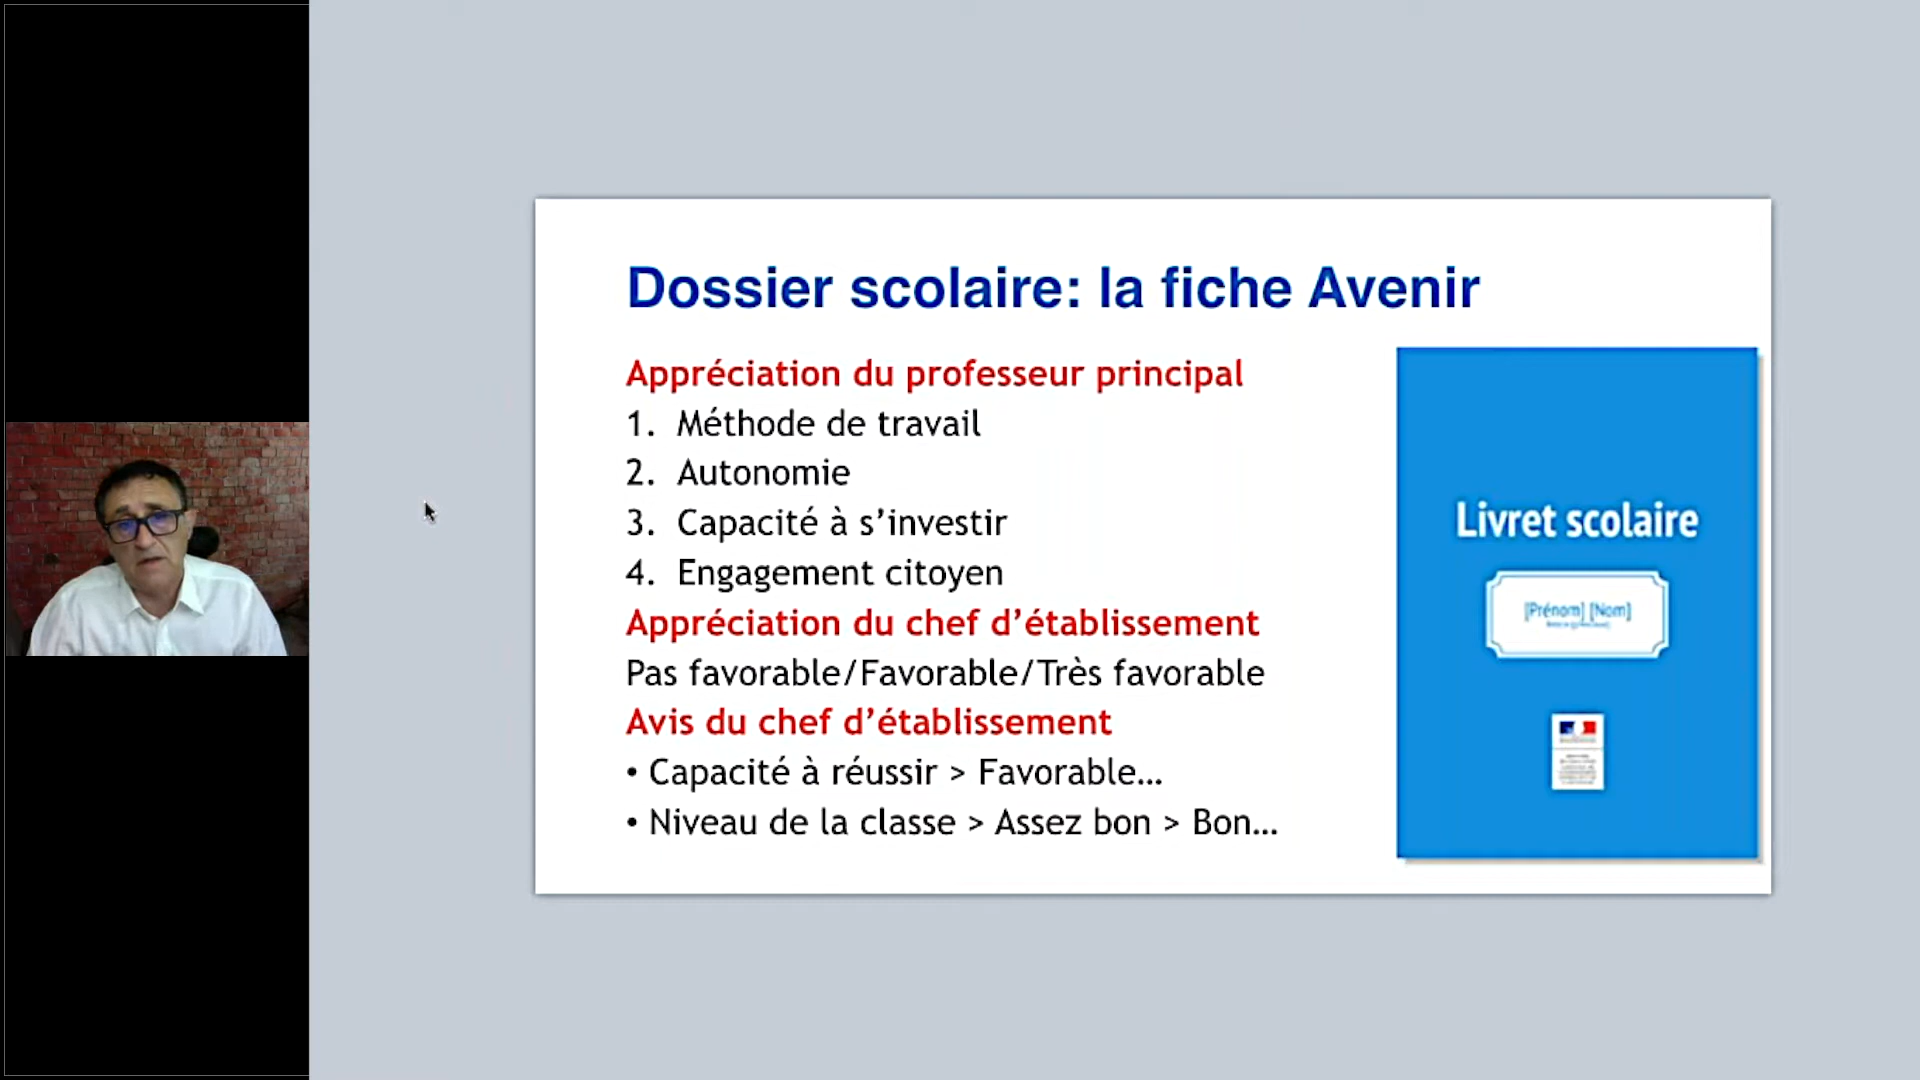 Dossier scolaire: la fiche Avenir
Appréciation du professeur principal
1. Méthode de travail
2. Autonomie
3. Capacité à s’investir
4. Engagement citoyen
Appréciation du chef d’établissement
Pas favorable/Favorable/Très favorable
Avis du chef d’établissement
• Capacité à réussir > Favorable…
• Niveau de la classe > Assez bon > Bon…
Livret scolaire
[Prénom] [Nom]